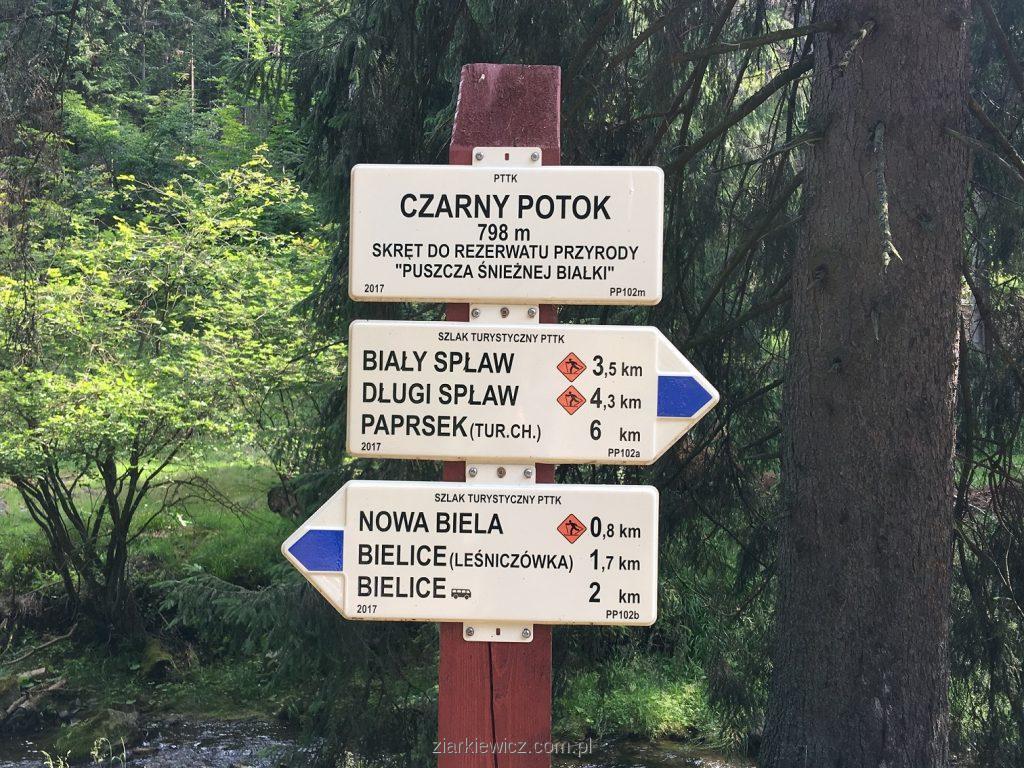 PTTK
CZARNY POTOK
798 m
SKRĘT DO REZERWATU PRZYRODY
"PUSZCZA ŚNIEŻNEJ BIAŁKI"
2017 PP102m
SZLAK TURYSTYCZNY PTTK
BIAŁY SPŁAW 3,5 km
DŁUGI SPŁAW 4,3 km
PAPRSEK (TUR.CH.) 6 km
2017 PP102a
SZLAK TURYSTYCZNY PTTK
NOWA BIELA 0,8 km
BIELICE (LEŚNICZÓWKA) 1,7 km
BIELICE 2 km
2017 PP102b
ziarkiewicz.com.pl